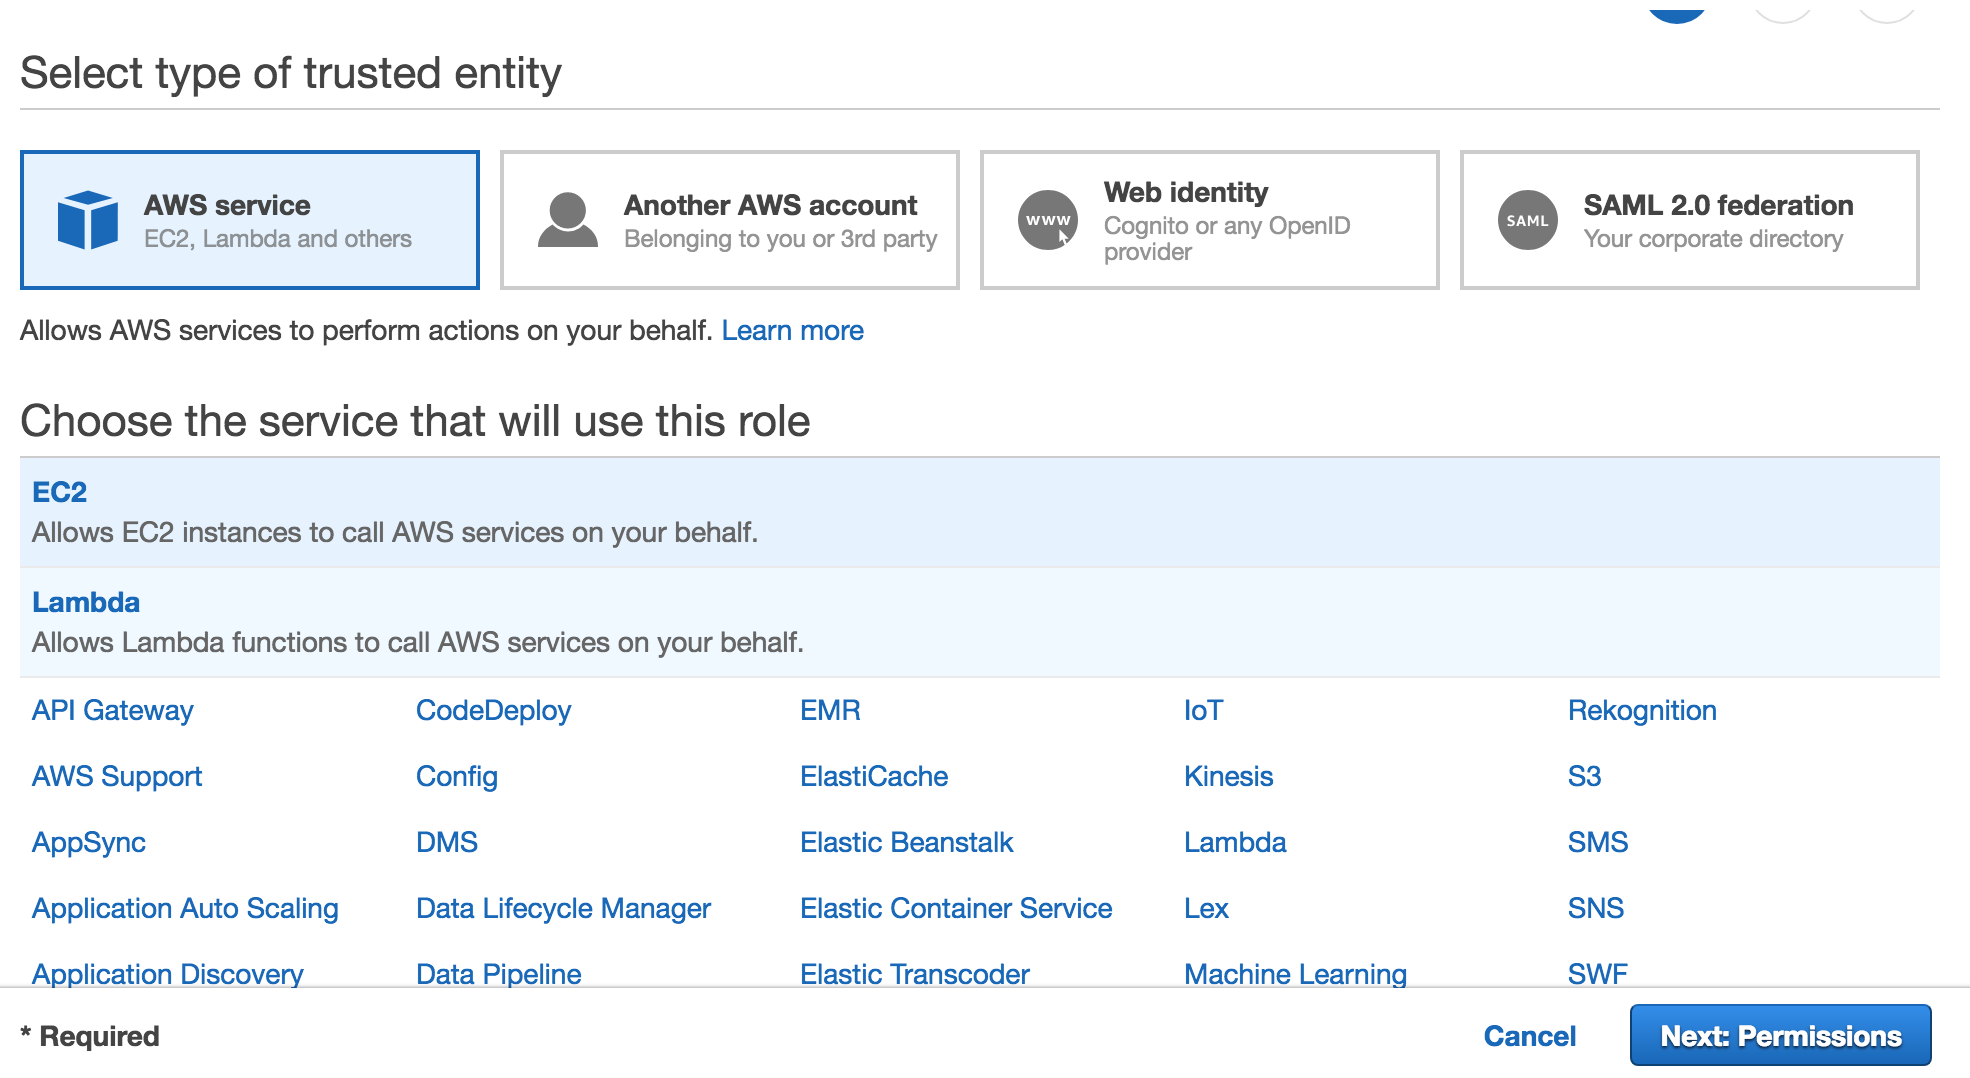 Select type of trusted entity
AWS service
EC2, Lambda and others
Another AWS account
Belonging to you or 3rd party
www
Web identity
Cognito or any OpenID
provider
SAML
SAML 2.0 federation
Your corporate directory
Allows AWS services to perform actions on your behalf. Learn more
Choose the service that will use this role
EC2
Allows EC2 instances to call AWS services on your behalf.
Lambda
Allows Lambda functions to call AWS services on your behalf.
API Gateway CodeDeploy EMR IoT Rekognition
AWS Support Config ElastiCache Kinesis S3
AppSync DMS Elastic Beanstalk Lambda SMS
Application Auto Scaling Data Lifecycle Manager Elastic Container Service Lex SNS
Application Discovery Data Pipeline Elastic Transcoder Machine Learning SWF
* Required Cancel Next: Permissions